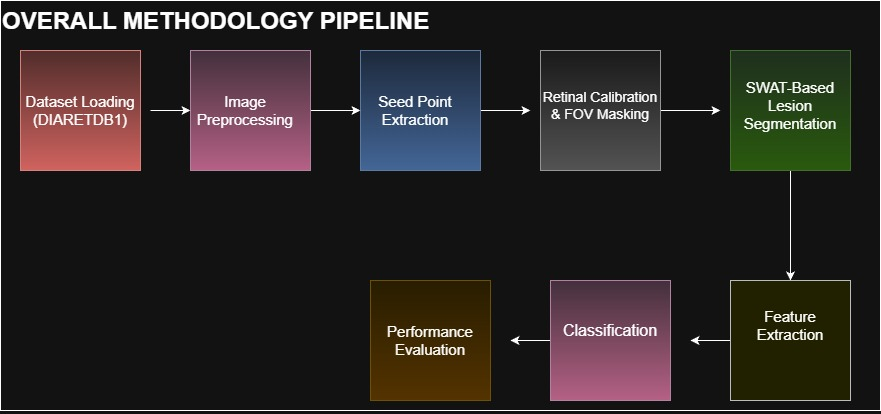 OVERALL METHODOLOGY PIPELINE
Dataset Loading
(DIARETDB1)
Image
Preprocessing
Seed Point
Extraction
Retinal Calibration
& FOV Masking
SWAT-Based
Lesion
Segmentation
Feature
Extraction
Classification
Performance
Evaluation